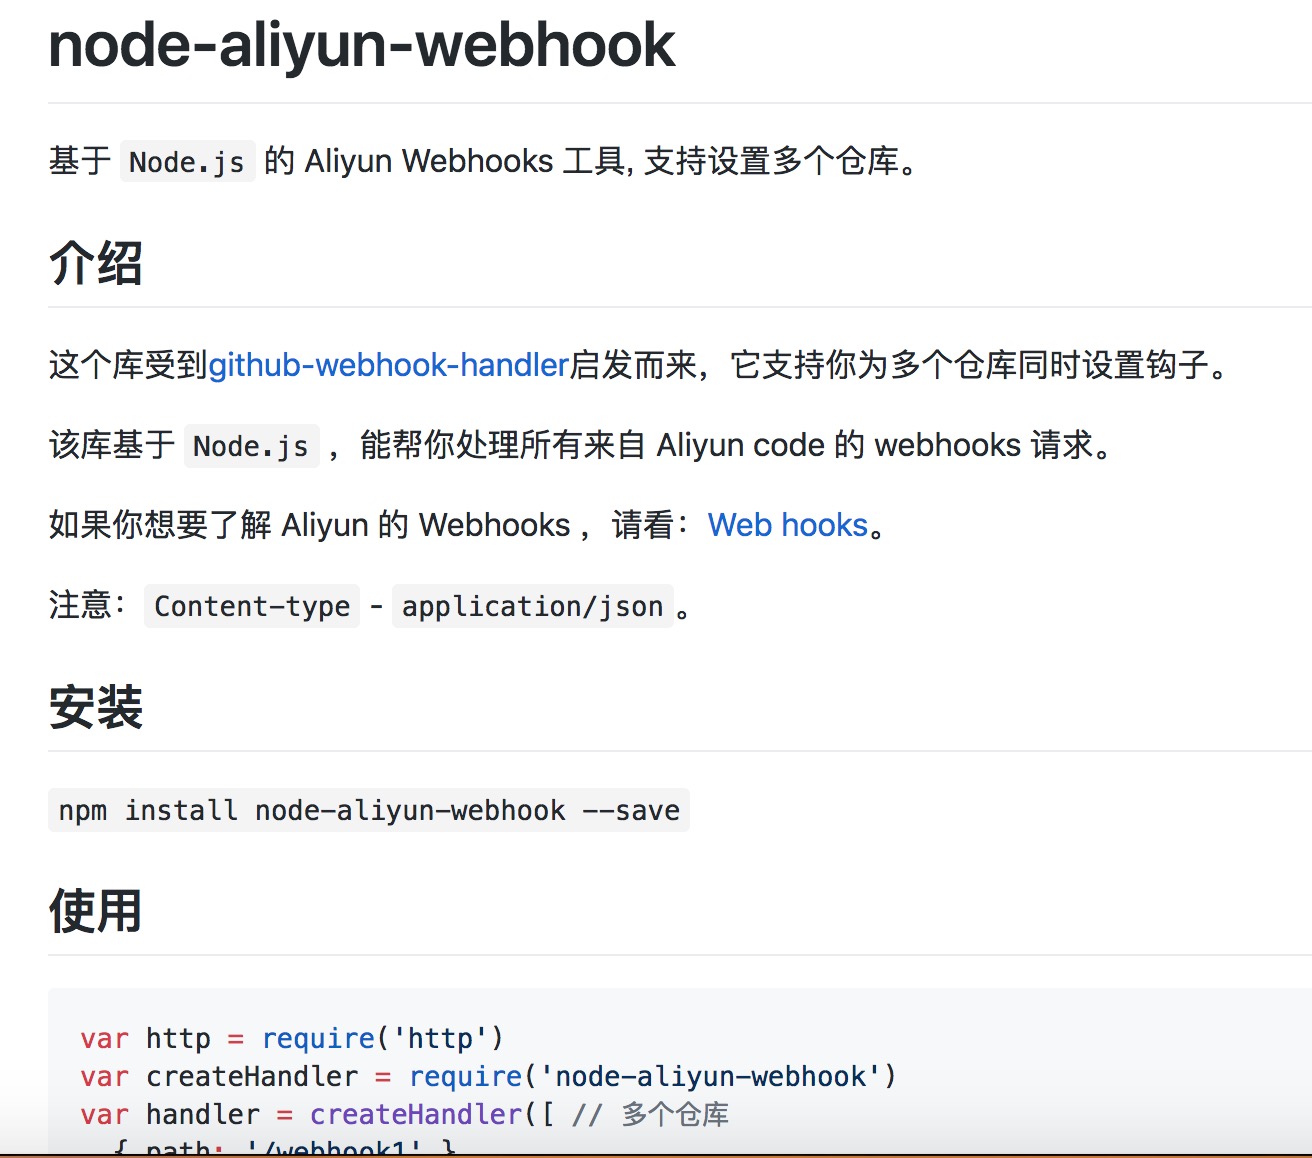 node-aliyun-webhook
基于 Node.js 的 Aliyun Webhooks 工具, 支持设置多个仓库。
介绍
这个库受到github-webhook-handler启发而来，它支持你为多个仓库同时设置钩子。
该库基于 Node.js ，能帮你处理所有来自 Aliyun code 的 webhooks 请求。
如果你想要了解 Aliyun 的 Webhooks ，请看：Web hooks。
注意： Content-type - application/json 。
安装
npm install node-aliyun-webhook --save
使用
var http = require('http')
var createHandler = require('node-aliyun-webhook')
var handler = createHandler([ // 多个仓库
{ path: '/webhook1' }